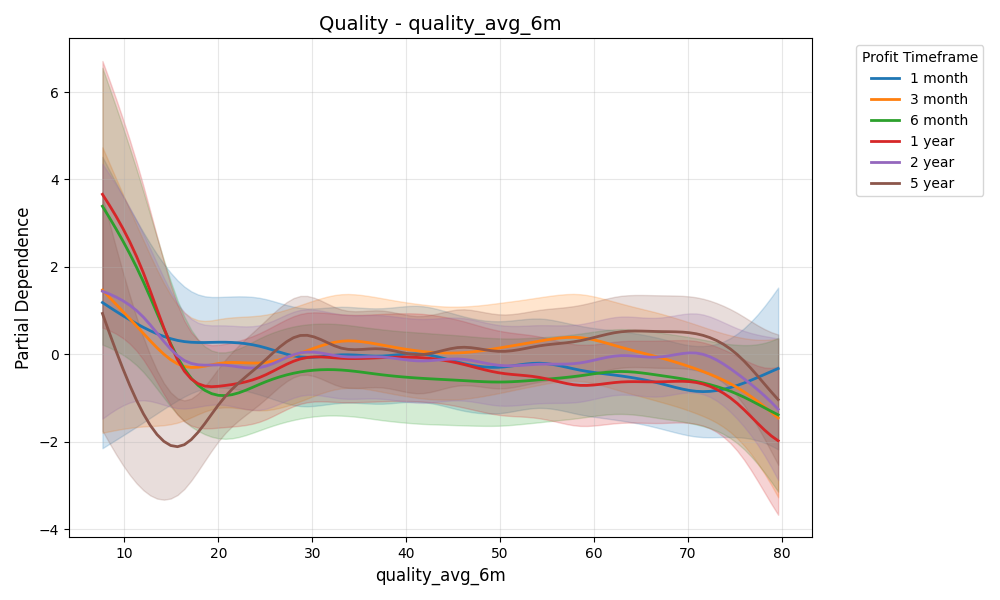 Quality - quality_avg_6m
Profit Timeframe
1 month
3 month
6 month
1 year
2 year
5 year
Partial Dependence
6
4
2
0
−2
−4
10 20 30 40 50 60 70 80
quality_avg_6m